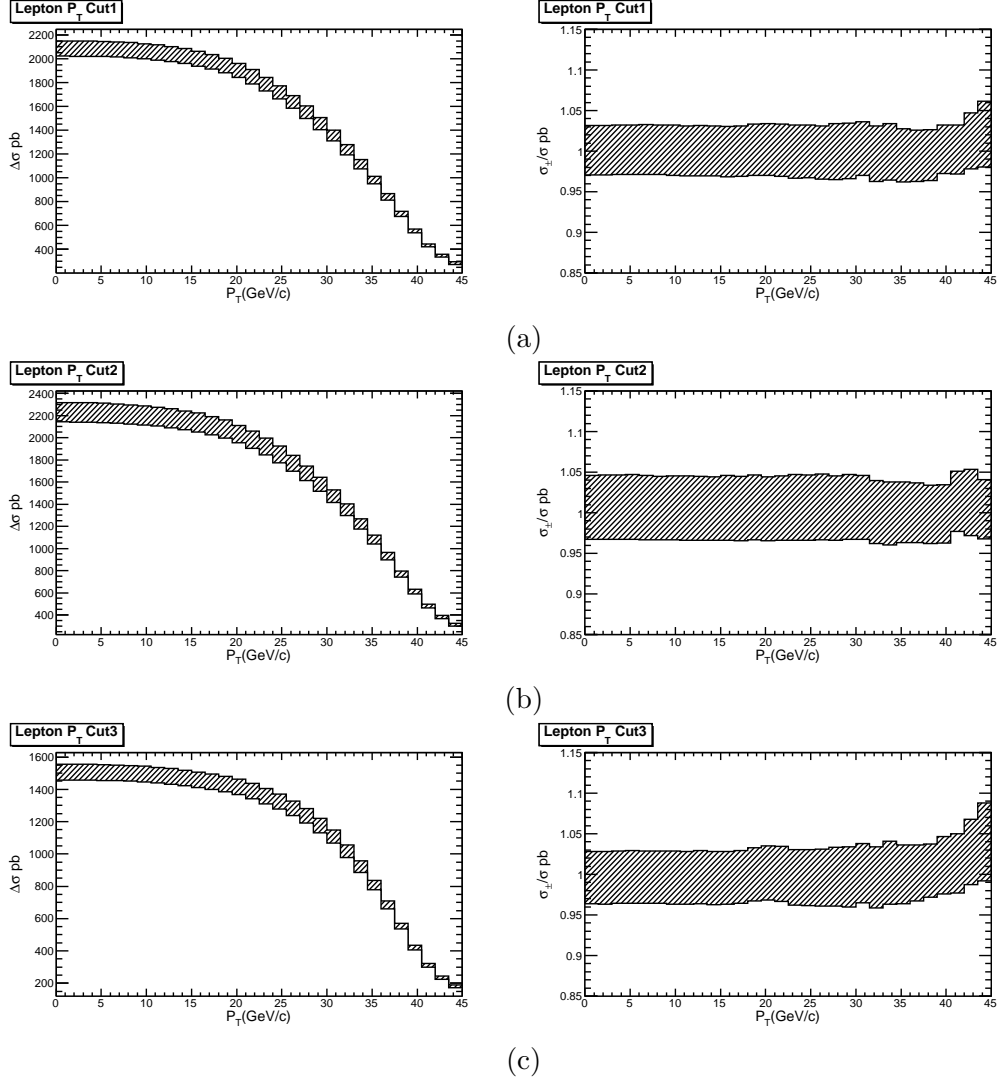 Lepton P_T Cut1
Δσ pb
2200
2000
1800
1600
1400
1200
1000
800
600
400
0 5 10 15 20 25 30 35 40 45
P_T(GeV/c)
Lepton P_T Cut1
σ_±/σ pb
1.15
1.1
1.05
1
0.95
0.9
0.85
0 5 10 15 20 25 30 35 40 45
P_T(GeV/c)
(a)
Lepton P_T Cut2
Δσ pb
2400
2200
2000
1800
1600
1400
1200
1000
800
600
400
0 5 10 15 20 25 30 35 40 45
P_T(GeV/c)
Lepton P_T Cut2
σ_±/σ pb
1.15
1.1
1.05
1
0.95
0.9
0.85
0 5 10 15 20 25 30 35 40 45
P_T(GeV/c)
(b)
Lepton P_T Cut3
Δσ pb
1600
1400
1200
1000
800
600
400
200
0 5 10 15 20 25 30 35 40 45
P_T(GeV/c)
Lepton P_T Cut3
σ_±/σ pb
1.15
1.1
1.05
1
0.95
0.9
0.85
0 5 10 15 20 25 30 35 40 45
P_T(GeV/c)
(c)